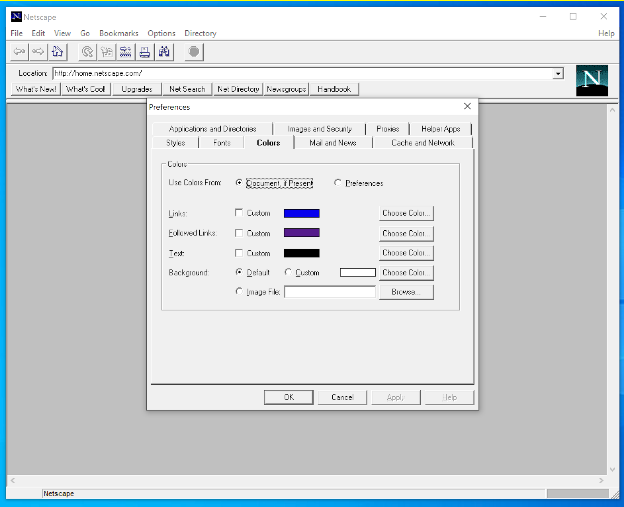 Netscape
File Edit View Go Bookmarks Options Directory Help
Location: http://home.netscape.com/
N
What's New! What's Cool! Upgrades Net Search Net Directory Newsgroups Handbook
Preferences
Applications and Directories Images and Security Proxies Helper Apps
Styles Fonts Colors Mail and News Cache and Network
Colors
Use Colors From: Document, if Present Preferences
Links: Custom Choose Color...
Followed Links: Custom Choose Color...
Text: Custom Choose Color...
Background: Default Custom Choose Color...
Image File: Browse...
OK Cancel Apply Help
Netscape